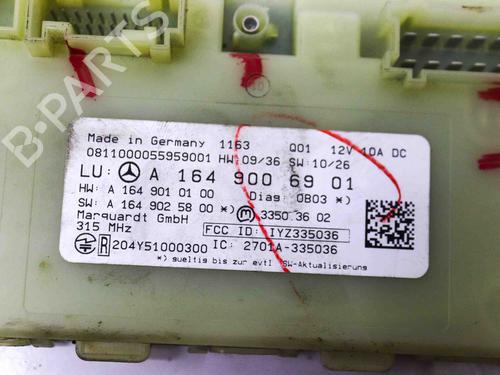 Made in Germany 1163 Q01 12V 10A DC
0811000055959001 HW:09/36 SW:10/26
LU: A 164 900 69 01
HW: A 164 901 01 00 Diag: 0B03 *)
SW: A 164 902 58 00 *) m 3350 36 02
Marquardt GmbH
315 MHz FCC ID: IYZ335036
R 204Y51000300 IC: 2701A-335036
*) gueltig bis zur evtl. SW-Aktualisierung
B-PARTS